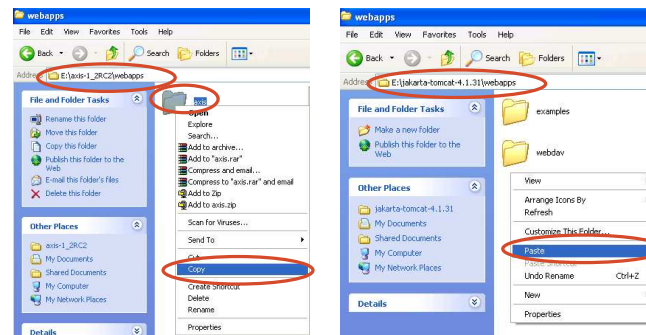 webapps
File Edit View Favorites Tools Help
Back Search Folders
Address E:\axis-1_2RC2\webapps
File and Folder Tasks
Rename this folder
Move this folder
Copy this folder
Publish this folder to the
Web
E-mail this folder's files
Delete this folder
Other Places
axis-1_2RC2
My Documents
Shared Documents
My Computer
My Network Places
Details
axis
Open
Explore
Search...
Add to archive...
Add to "axis.rar"
Compress and email...
Compress to "axis.rar" and email
Add to Zip
Add to axis.zip
Scan for Viruses...
Send To
Cut
Copy
Create Shortcut
Delete
Rename
Properties
webapps
File Edit View Favorites Tools Help
Back Search Folders
Address E:\jakarta-tomcat-4.1.31\webapps
File and Folder Tasks
Make a new folder
Publish this folder to the
Web
Other Places
jakarta-tomcat-4.1.31
My Documents
Shared Documents
My Computer
My Network Places
Details
examples
webdav
View
Arrange Icons By
Refresh
Customize This Folder...
Paste
Paste Shortcut
Undo Rename Ctrl+Z
New
Properties